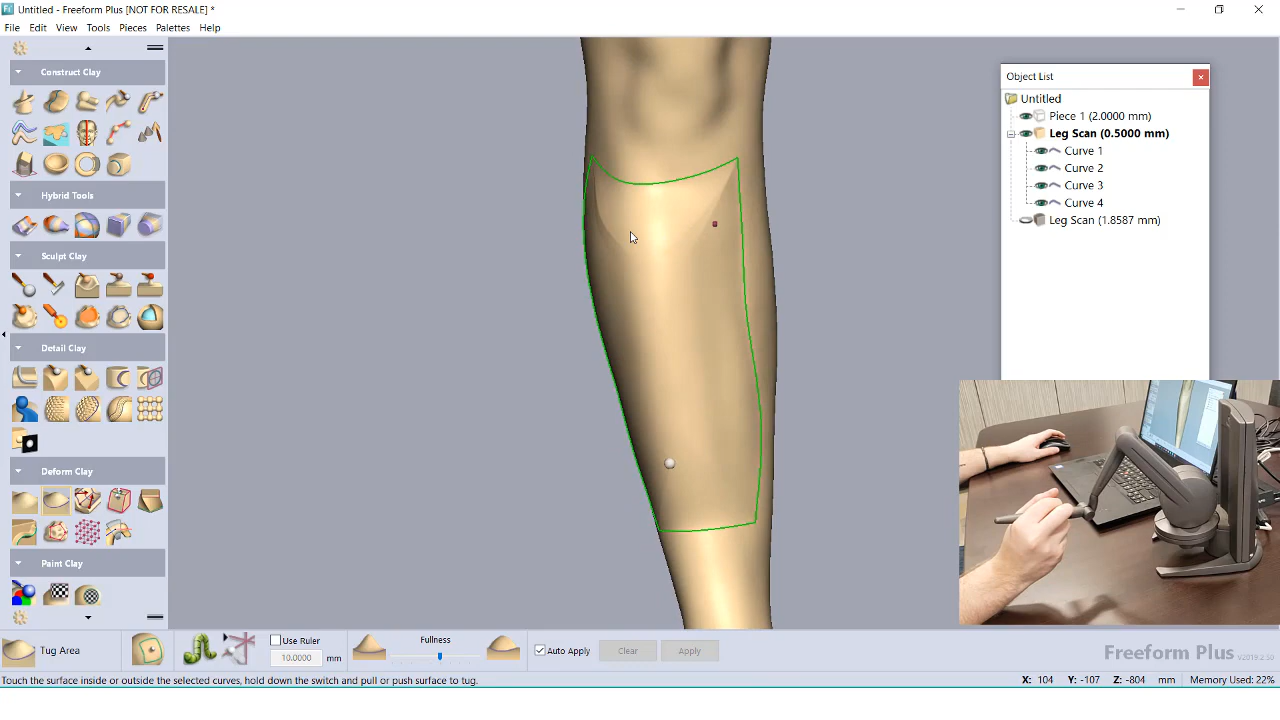 Untitled - Freeform Plus [NOT FOR RESALE] *
File Edit View Tools Pieces Palettes Help
Construct Clay
Hybrid Tools
Sculpt Clay
Detail Clay
Deform Clay
Paint Clay
Object List
Untitled
Piece 1 (2.0000 mm)
Leg Scan (0.5000 mm)
Curve 1
Curve 2
Curve 3
Curve 4
Leg Scan (1.8587 mm)
Tug Area
Use Ruler
10.0000 mm
Fullness
Auto Apply
Clear
Apply
Freeform Plus V2019.2.50
Touch the surface inside or outside the selected curves, hold down the switch and pull or push surface to tug.
X: 104 Y: -107 Z: -804 mm Memory Used: 22%